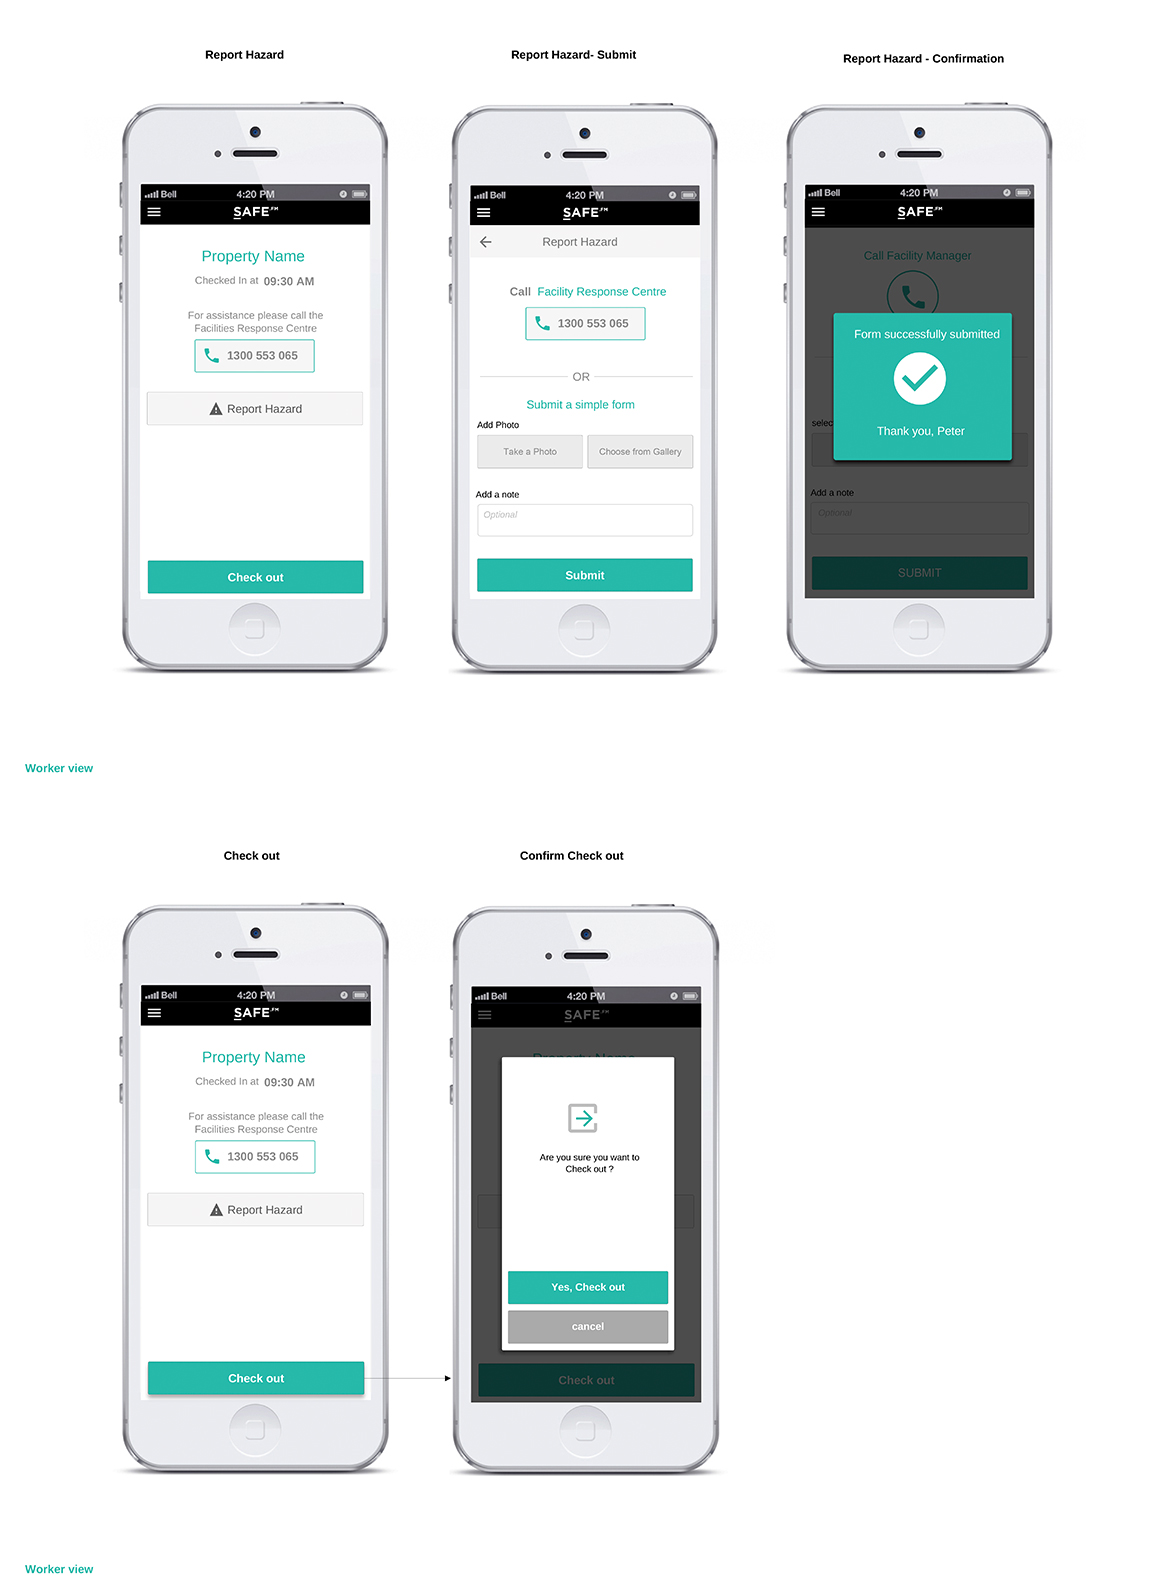 Report Hazard
Report Hazard- Submit
Report Hazard - Confirmation
Bell 4:20 PM
SAFE.FM
Property Name
Checked In at 09:30 AM
For assistance please call the
Facilities Response Centre
1300 553 065
Report Hazard
Check out
Bell 4:20 PM
SAFE.FM
Report Hazard
Call Facility Response Centre
1300 553 065
OR
Submit a simple form
Add Photo
Take a Photo
Choose from Gallery
Add a note
Optional
Submit
Bell 4:20 PM
SAFE.FM
Call Facility Manager
Form successfully submitted
Thank you, Peter
selec
Add a note
Optional
SUBMIT
Worker view
Check out
Confirm Check out
Bell 4:20 PM
SAFE.FM
Property Name
Checked In at 09:30 AM
For assistance please call the
Facilities Response Centre
1300 553 065
Report Hazard
Check out
Bell 4:20 PM
SAFE.FM
Property Name
Are you sure you want to
Check out ?
Yes, Check out
cancel
Check out
Worker view